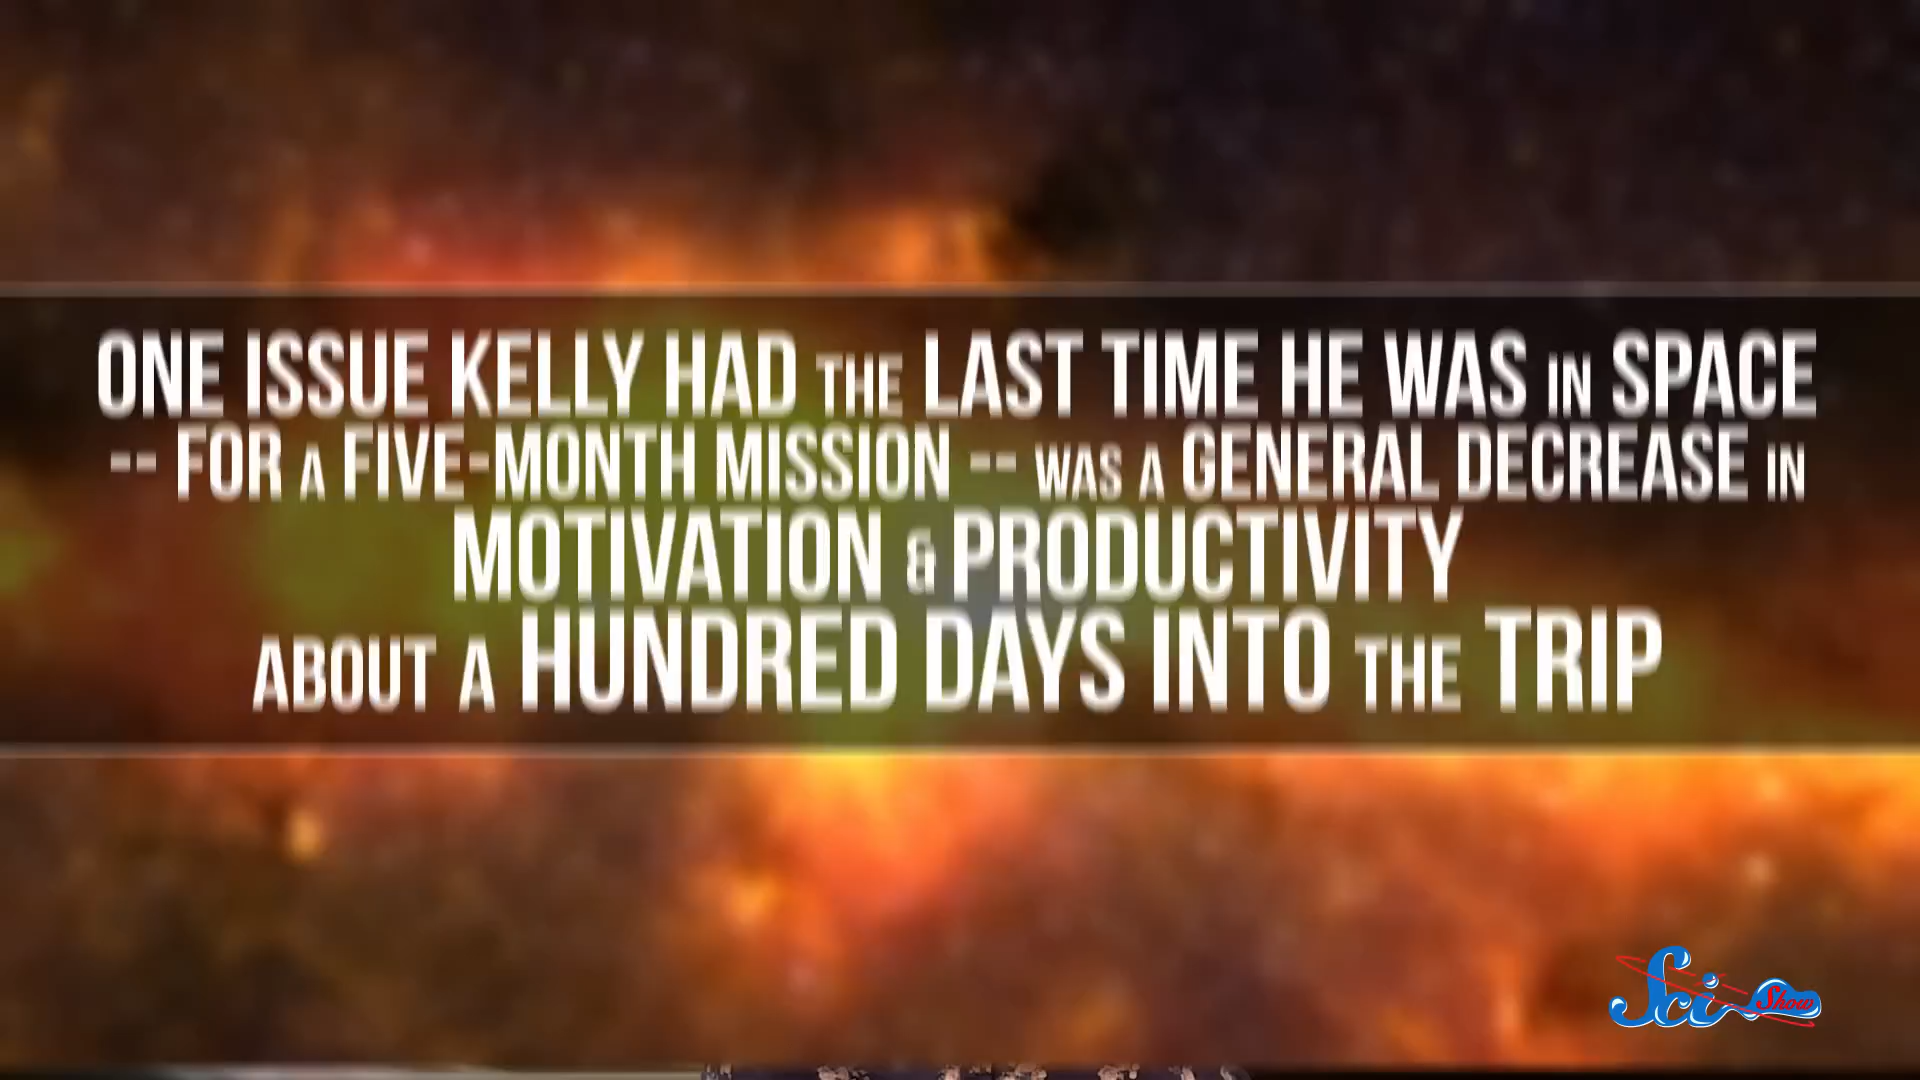 ONE ISSUE KELLY HAD THE LAST TIME HE WAS IN SPACE
-- FOR A FIVE-MONTH MISSION -- WAS A GENERAL DECREASE IN
MOTIVATION & PRODUCTIVITY
ABOUT A HUNDRED DAYS INTO THE TRIP
Sci Show